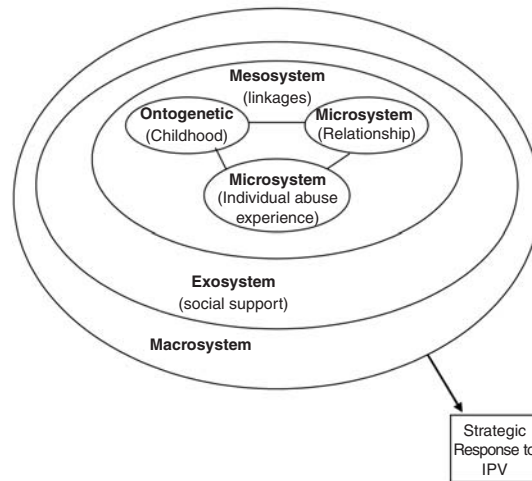 Mesosystem
(linkages)
Ontogenetic
(Childhood)
Microsystem
(Relationship)
Microsystem
(Individual abuse
experience)
Exosystem
(social support)
Macrosystem
Strategic
Response to
IPV